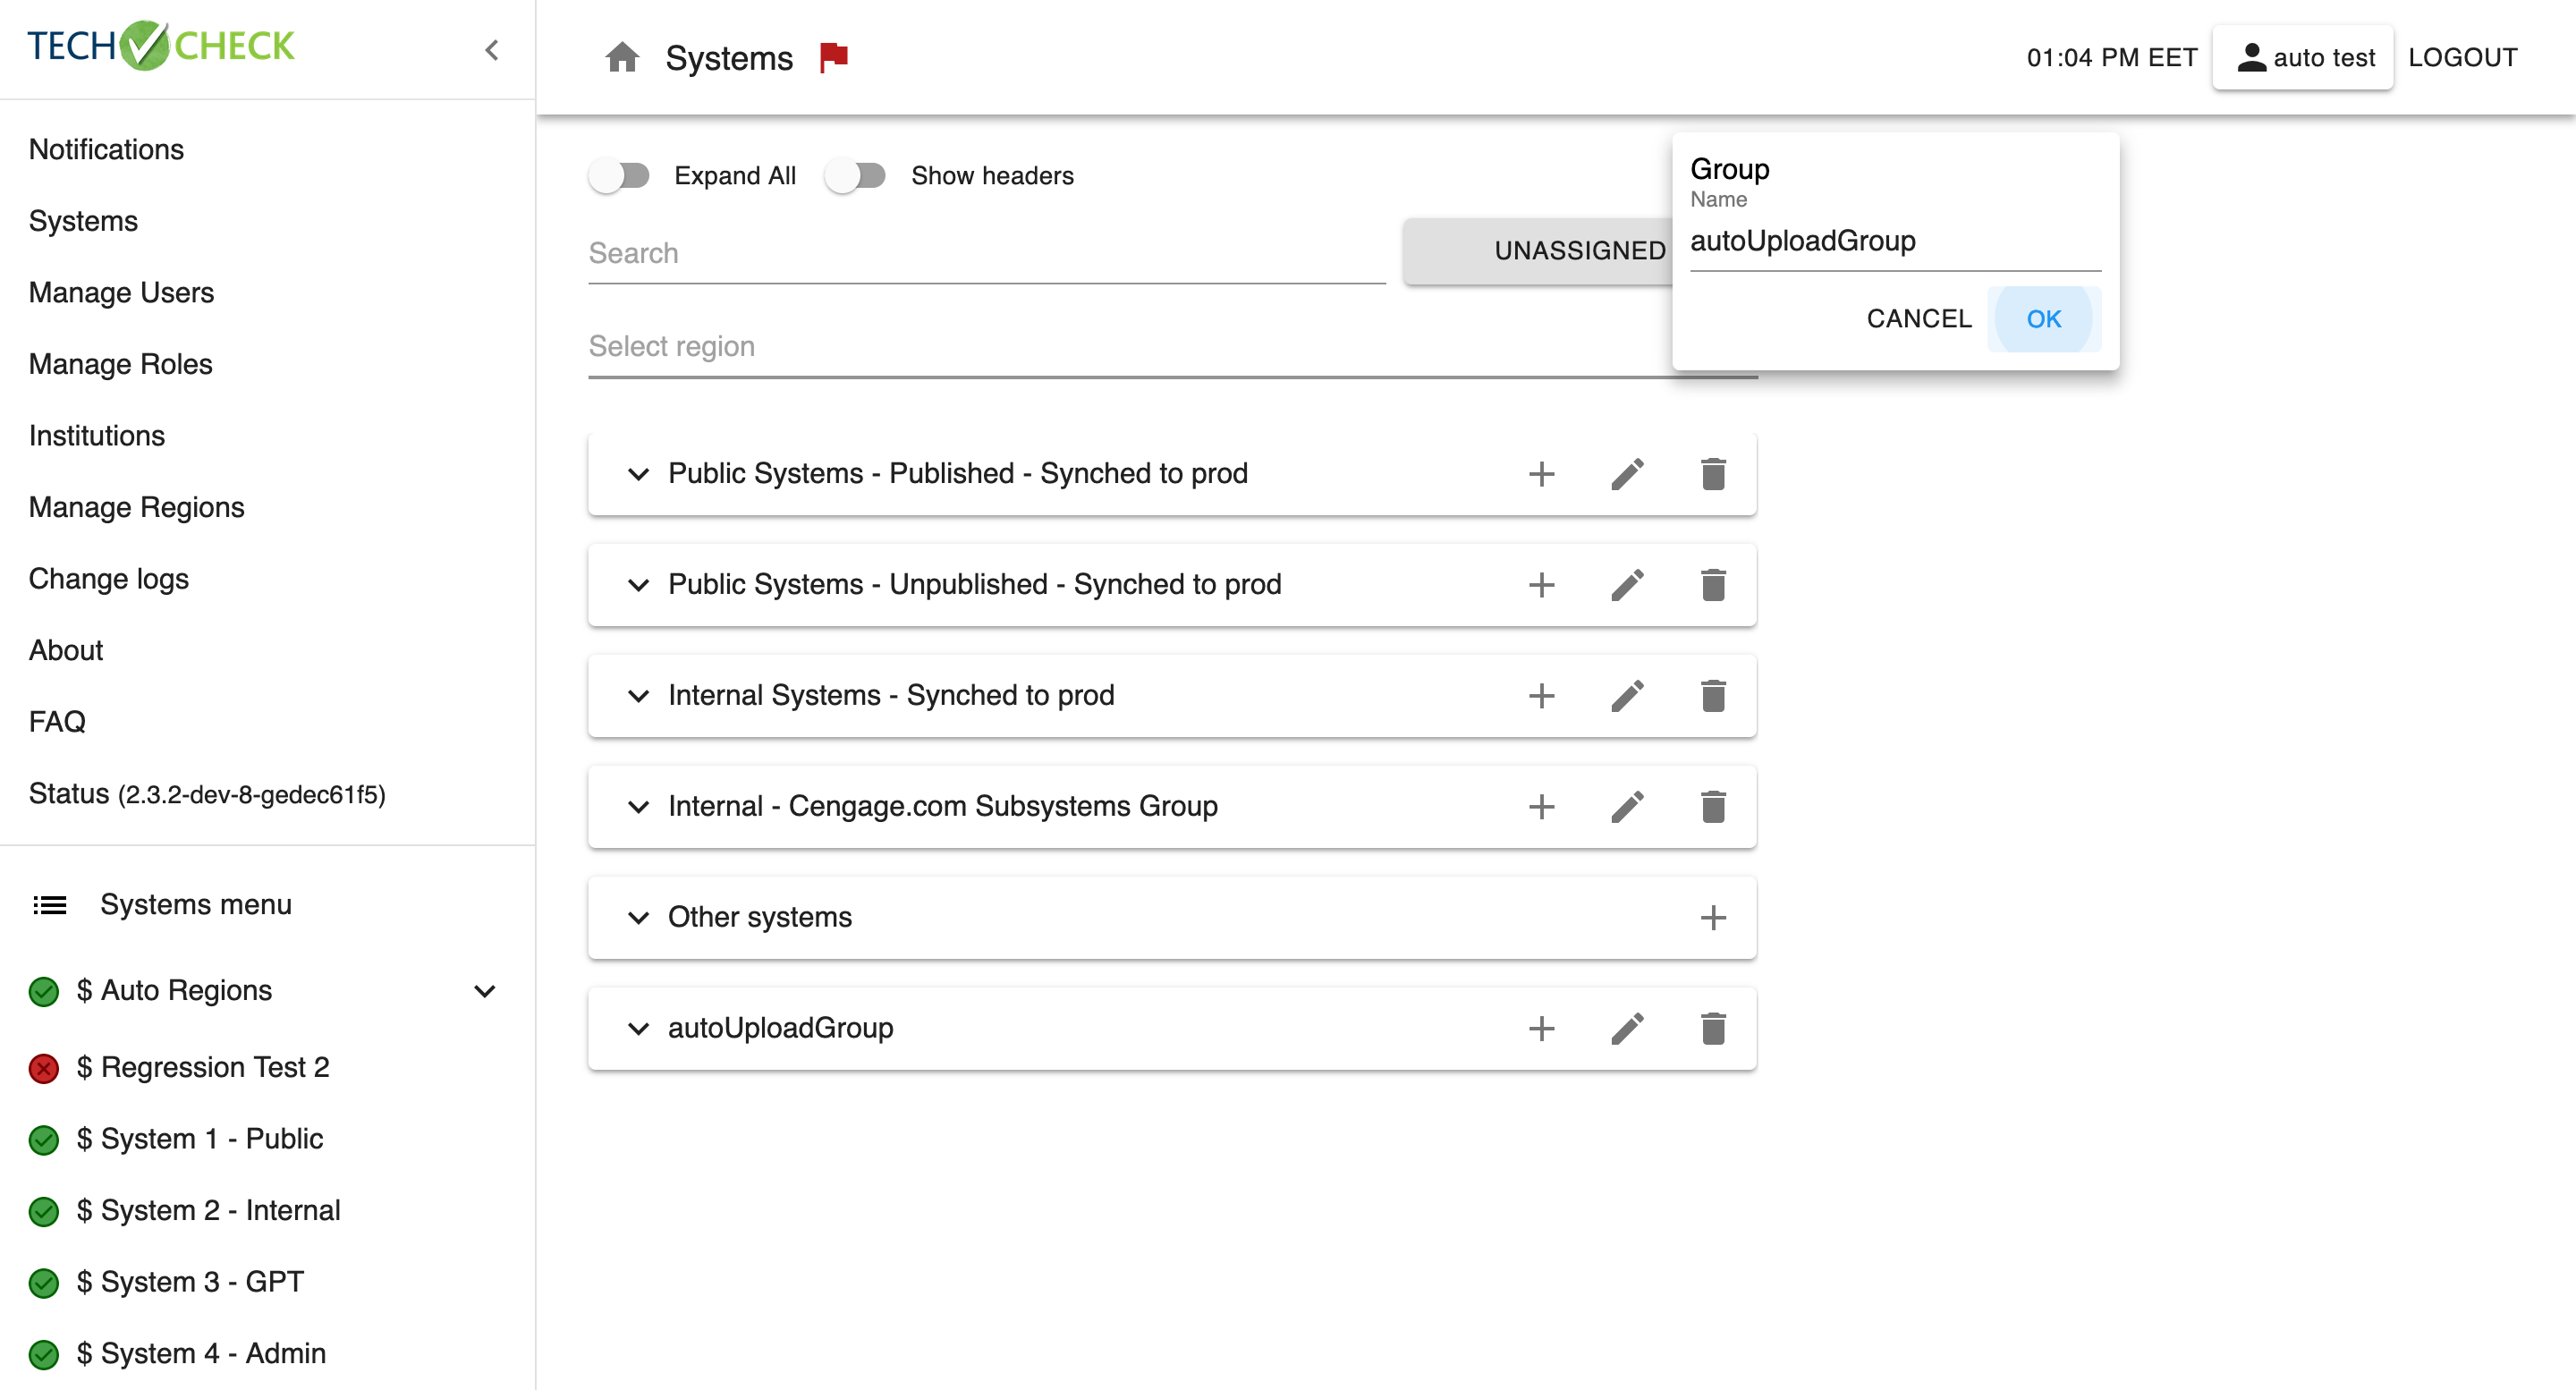 TECH CHECK
Notifications
Systems
Manage Users
Manage Roles
Institutions
Manage Regions
Change logs
About
FAQ
Status (2.3.2-dev-8-gedec61f5)
Systems menu
$ Auto Regions
$ Regression Test 2
$ System 1 - Public
$ System 2 - Internal
$ System 3 - GPT
$ System 4 - Admin
Systems
01:04 PM EET
auto test
LOGOUT
Expand All
Show headers
Search
UNASSIGNED
Select region
Group
Name
autoUploadGroup
CANCEL
OK
Public Systems - Published - Synched to prod
Public Systems - Unpublished - Synched to prod
Internal Systems - Synched to prod
Internal - Cengage.com Subsystems Group
Other systems
autoUploadGroup